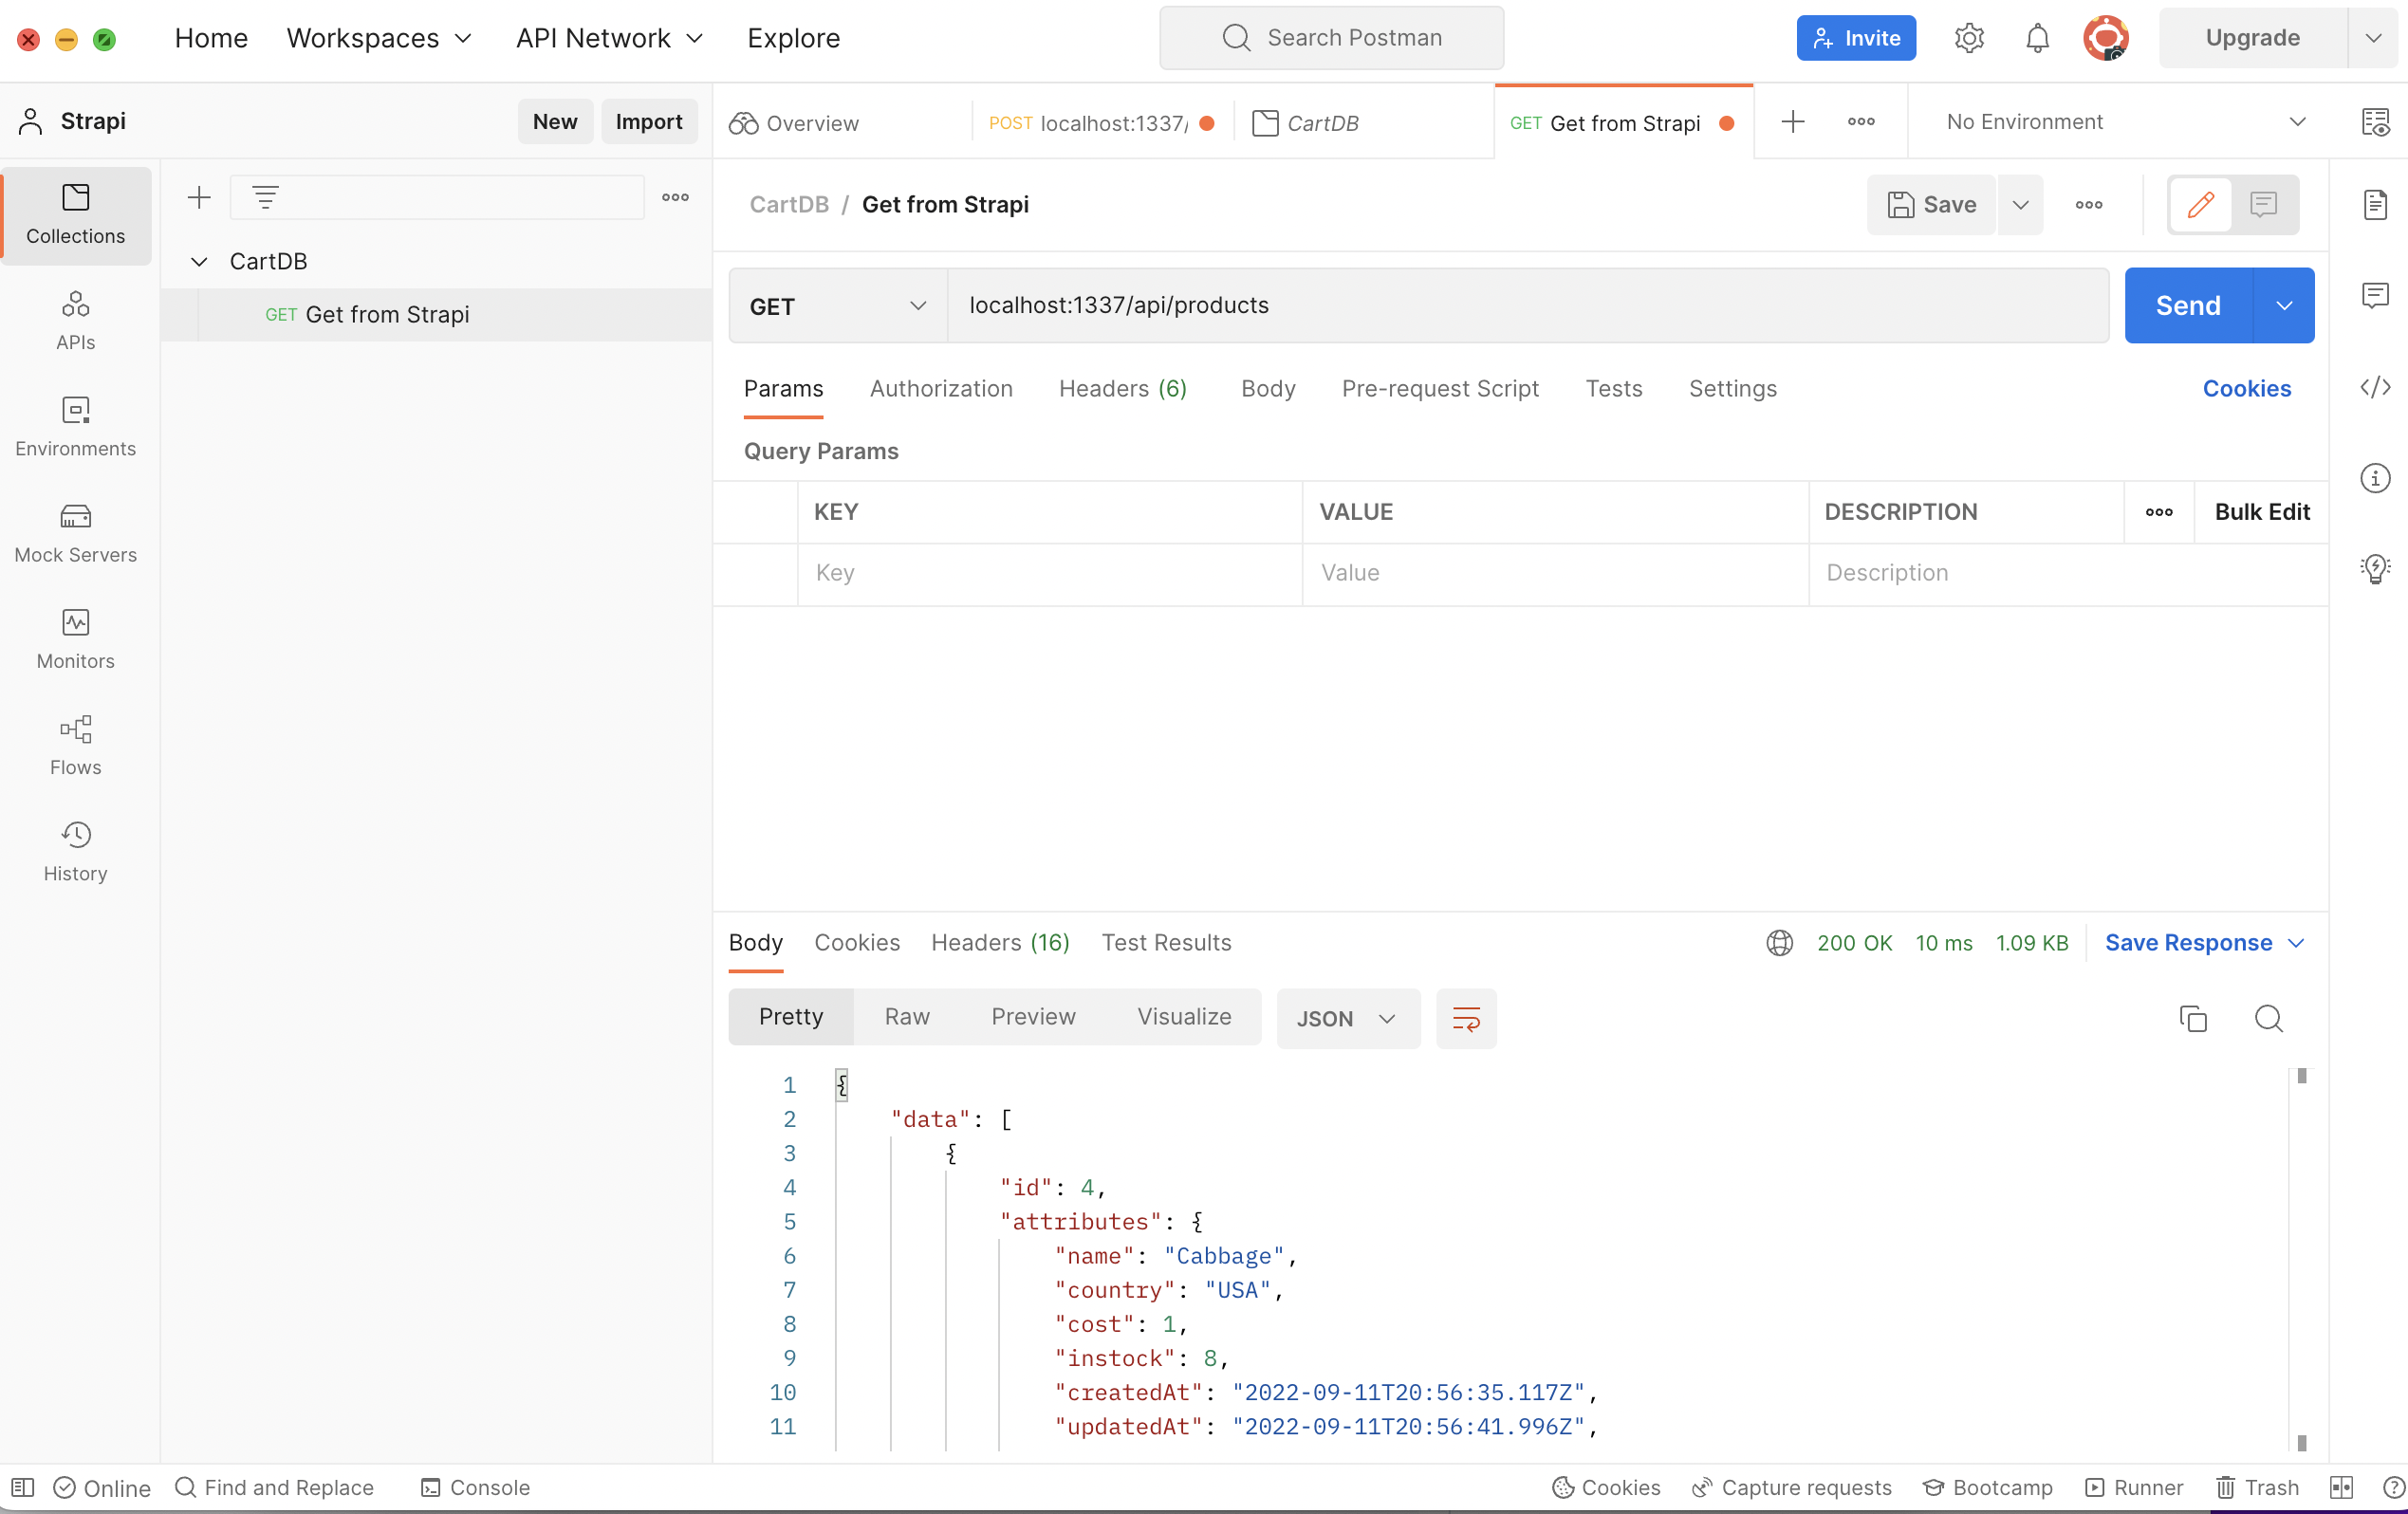 Home Workspaces API Network Explore Search Postman Invite Upgrade
Strapi New Import Overview POST localhost:1337/ CartDB GET Get from Strapi No Environment
Collections
APIs
Environments
Mock Servers
Monitors
Flows
History
CartDB
GET Get from Strapi
CartDB / Get from Strapi Save
GET localhost:1337/api/products Send
Params Authorization Headers (6) Body Pre-request Script Tests Settings Cookies
Query Params
KEY VALUE DESCRIPTION Bulk Edit
Key Value Description
Body Cookies Headers (16) Test Results 200 OK 10 ms 1.09 KB Save Response
Pretty Raw Preview Visualize JSON
1 {
2 "data": [
3 {
4 "id": 4,
5 "attributes": {
6 "name": "Cabbage",
7 "country": "USA",
8 "cost": 1,
9 "instock": 8,
10 "createdAt": "2022-09-11T20:56:35.117Z",
11 "updatedAt": "2022-09-11T20:56:41.996Z",
Online Find and Replace Console Cookies Capture requests Bootcamp Runner Trash